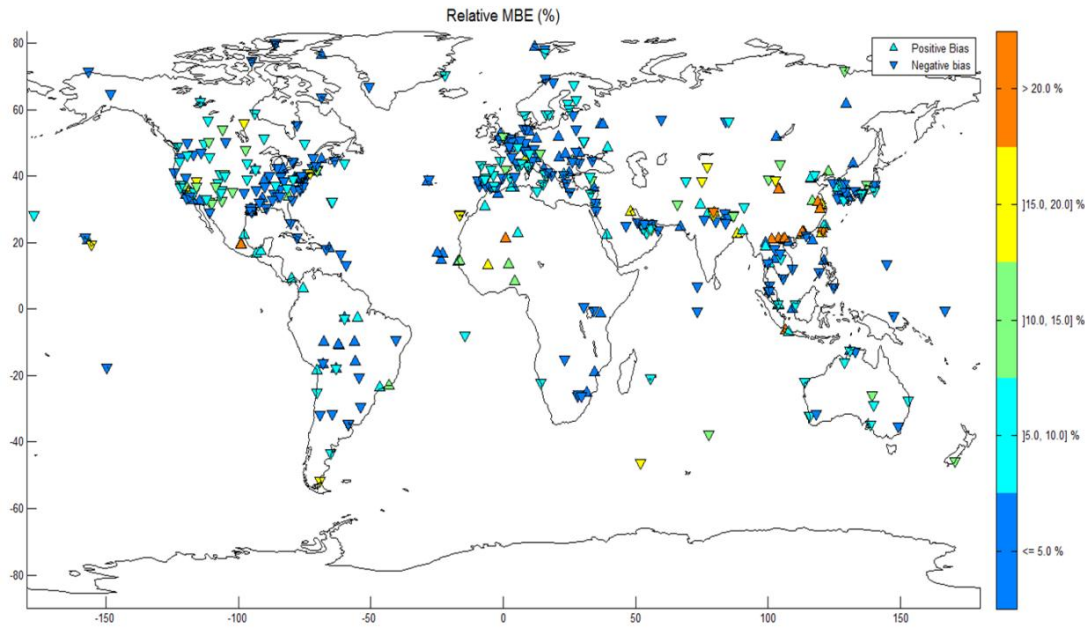 Relative MBE (%)
Positive Bias
Negative bias
80
60
40
20
0
-20
-40
-60
-80
-150
-100
-50
0
50
100
150
> 20.0 %
]15.0, 20.0] %
]10.0, 15.0] %
]5.0, 10.0] %
<= 5.0 %